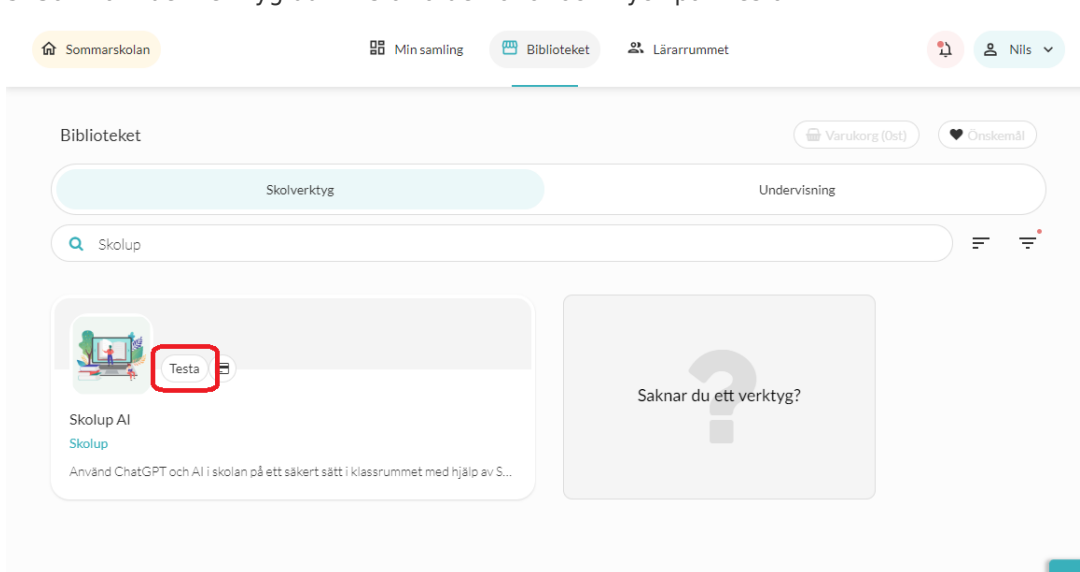 Sommarskolan
Min samling
Biblioteket
Lärarrummet
Nils
Biblioteket
Varukorg (0st)
Önskemål
Skolverktyg
Undervisning
Skolup
Testa
Skolup AI
Skolup
Använd ChatGPT och AI i skolan på ett säkert sätt i klassrummet med hjälp av S...
Saknar du ett verktyg?